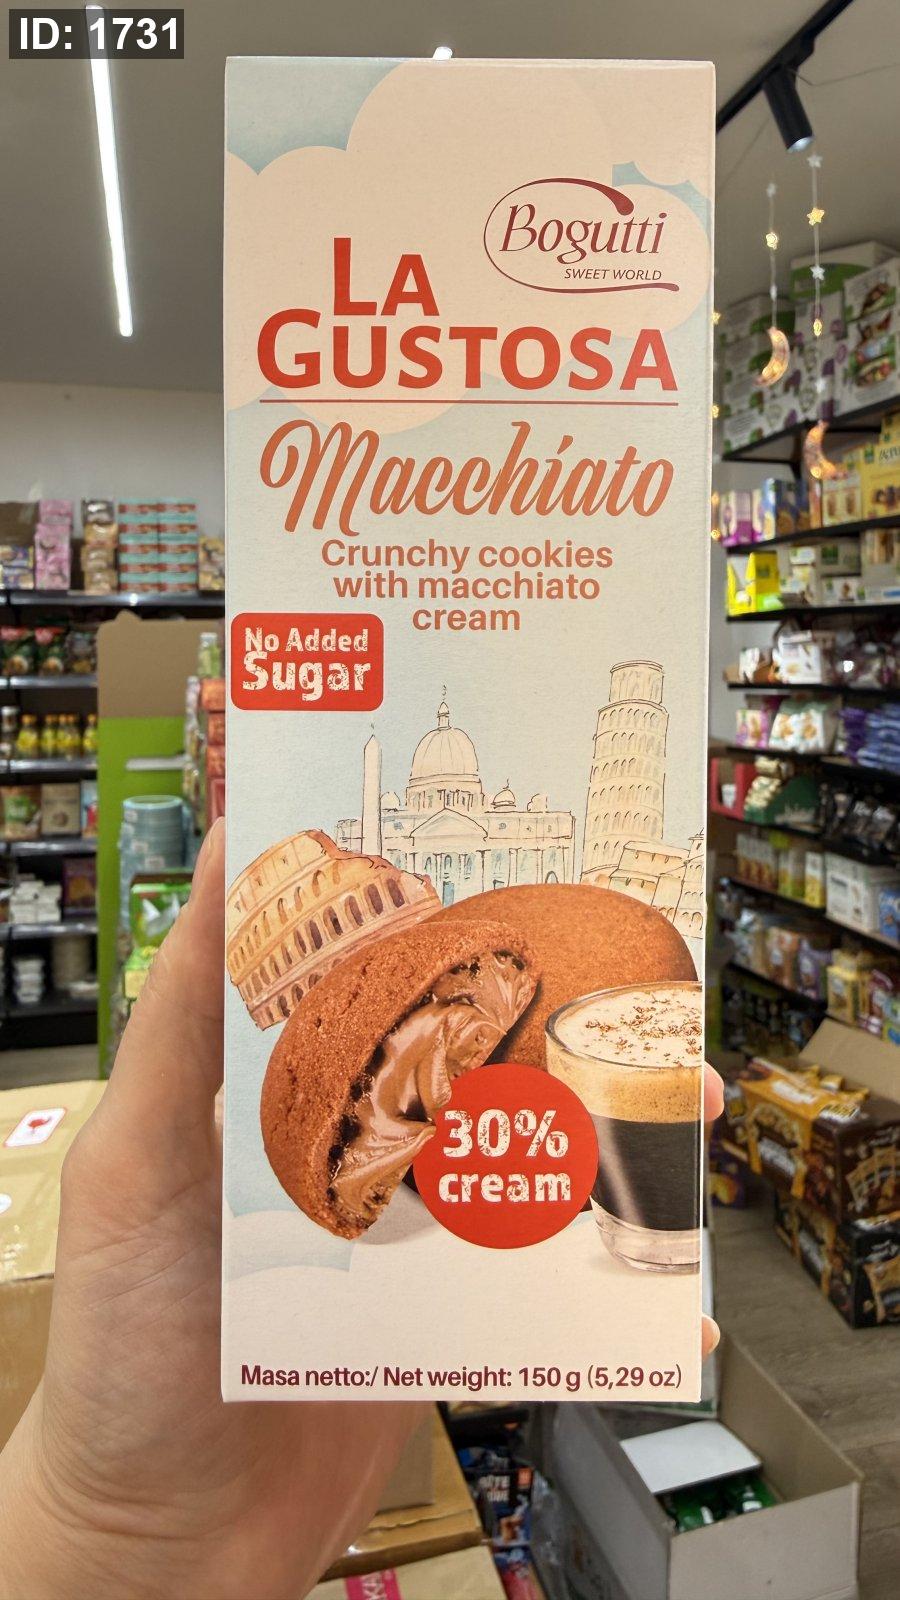 ID: 1731
Bogutti
SWEET WORLD
LA
GUSTOSA
Macchiato
Crunchy cookies
with macchiato
cream
No Added
Sugar
30%
cream
Masa netto:/ Net weight: 150 g (5,29 oz)